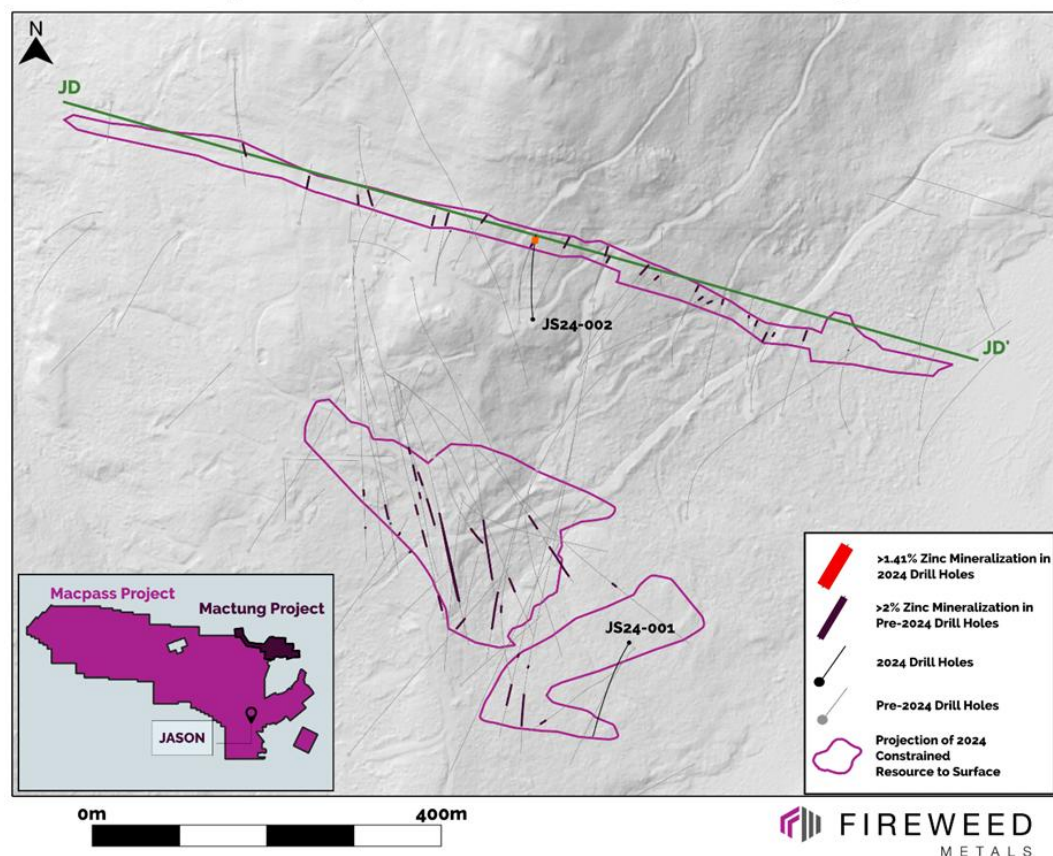 N
JD
JS24-002
JD'
JS24-001
>1.41% Zinc Mineralization in
2024 Drill Holes
>2% Zinc Mineralization in
Pre-2024 Drill Holes
2024 Drill Holes
Pre-2024 Drill Holes
Projection of 2024
Constrained
Resource to Surface
Macpass Project
Mactung Project
JASON
0m
400m
FIREWEED
METALS